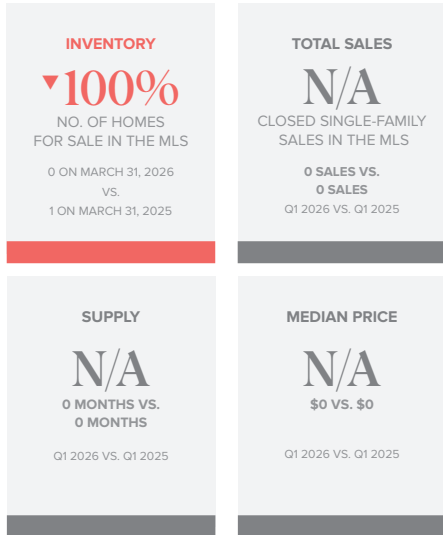 INVENTORY
▼100%
NO. OF HOMES
FOR SALE IN THE MLS
0 ON MARCH 31, 2026
VS.
1 ON MARCH 31, 2025
TOTAL SALES
N/A
CLOSED SINGLE-FAMILY
SALES IN THE MLS
0 SALES VS.
0 SALES
Q1 2026 VS. Q1 2025
SUPPLY
N/A
0 MONTHS VS.
0 MONTHS
Q1 2026 VS. Q1 2025
MEDIAN PRICE
N/A
$0 VS. $0
Q1 2026 VS. Q1 2025